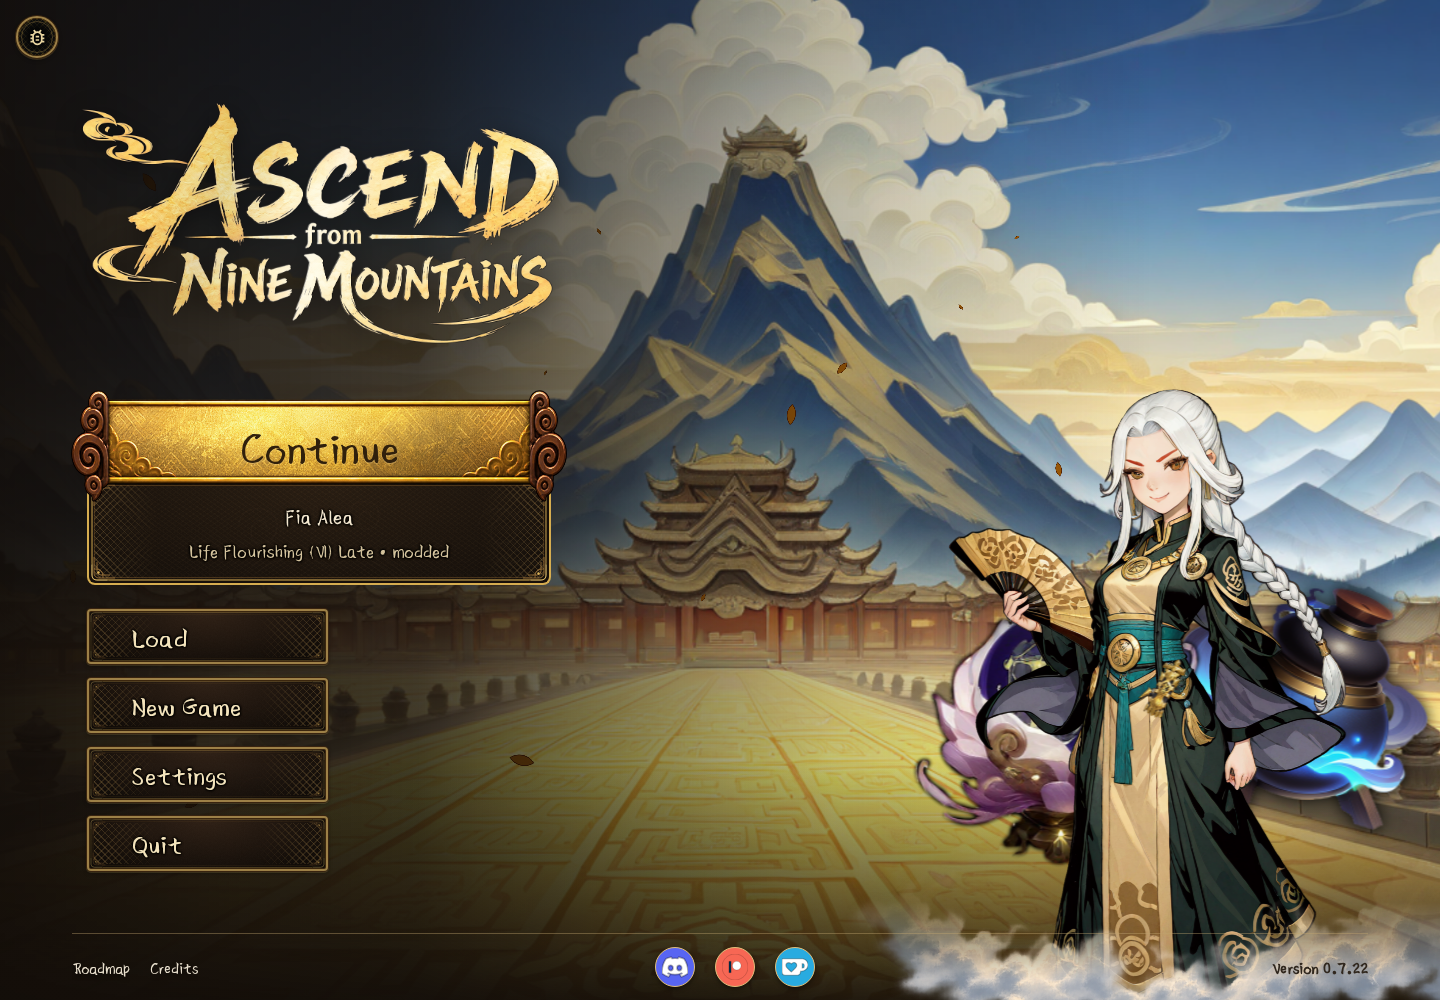 ASCEND
from
NINE MOUNTAINS
Continue
Fia Alea
Life Flourishing (VI) Late • modded
Load
New Game
Settings
Quit
Roadmap Credits
Version 0.7.22